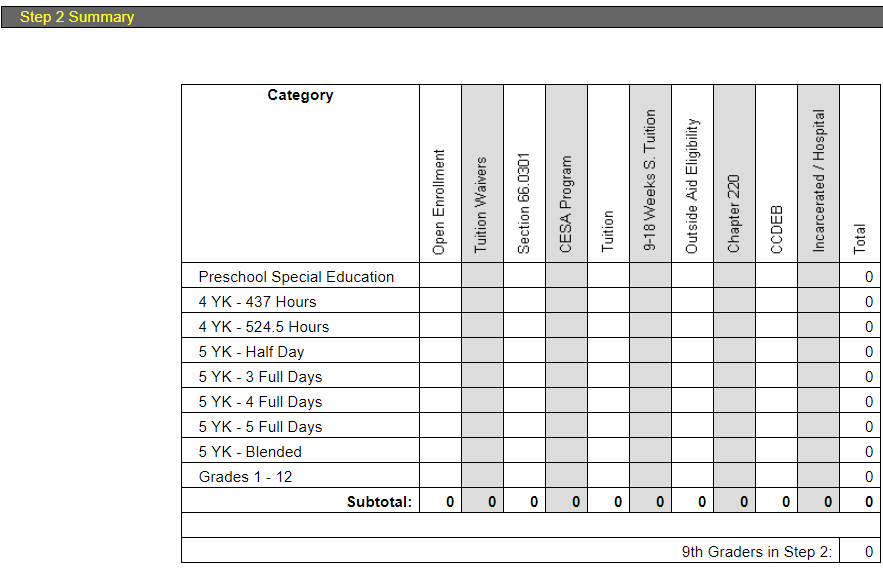 Step 2 Summary
Category
Open Enrollment
Tuition Waivers
Section 66.0301
CESA Program
Tuition
9-18 Weeks S. Tuition
Outside Aid Eligibility
Chapter 220
CCDEB
Incarcerated / Hospital
Total
Preschool Special Education 0
4 YK - 437 Hours 0
4 YK - 524.5 Hours 0
5 YK - Half Day 0
5 YK - 3 Full Days 0
5 YK - 4 Full Days 0
5 YK - 5 Full Days 0
5 YK - Blended 0
Grades 1 - 12 0
Subtotal: 0 0 0 0 0 0 0 0 0 0 0
9th Graders in Step 2: 0